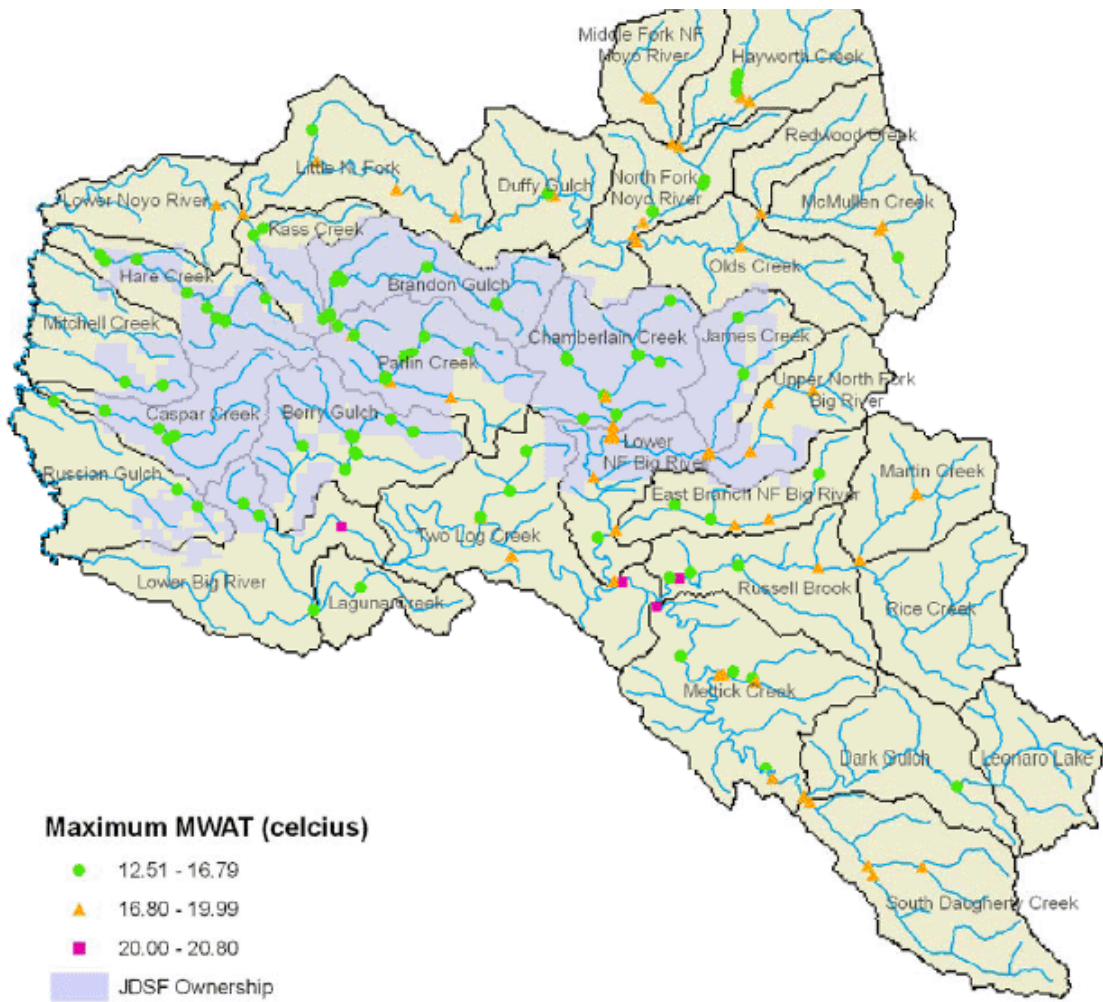 Middle Fork NF
Noyo River
Hayworth Creek
Redwood Creek
Little N. Fork
Duffy Gulch
North Fork
Noyo River
McMullen Creek
Lower Noyo River
Kass Creek
Olds Creek
Hare Creek
Brandon Gulch
Mitchell Creek
Chamberlain Creek
James Creek
Parlin Creek
Upper North Fork
Big River
Caspar Creek
Berry Gulch
Lower
NF Big River
Russian Gulch
Martin Creek
East Branch NF Big River
Two Log Creek
Lower Big River
Laguna Creek
Russell Brook
Rice Creek
Mettick Creek
Dark Gulch
Leonaro Lake
South Daugherty Creek
Maximum MWAT (celcius)
12.51 - 16.79
16.80 - 19.99
20.00 - 20.80
JDSF Ownership